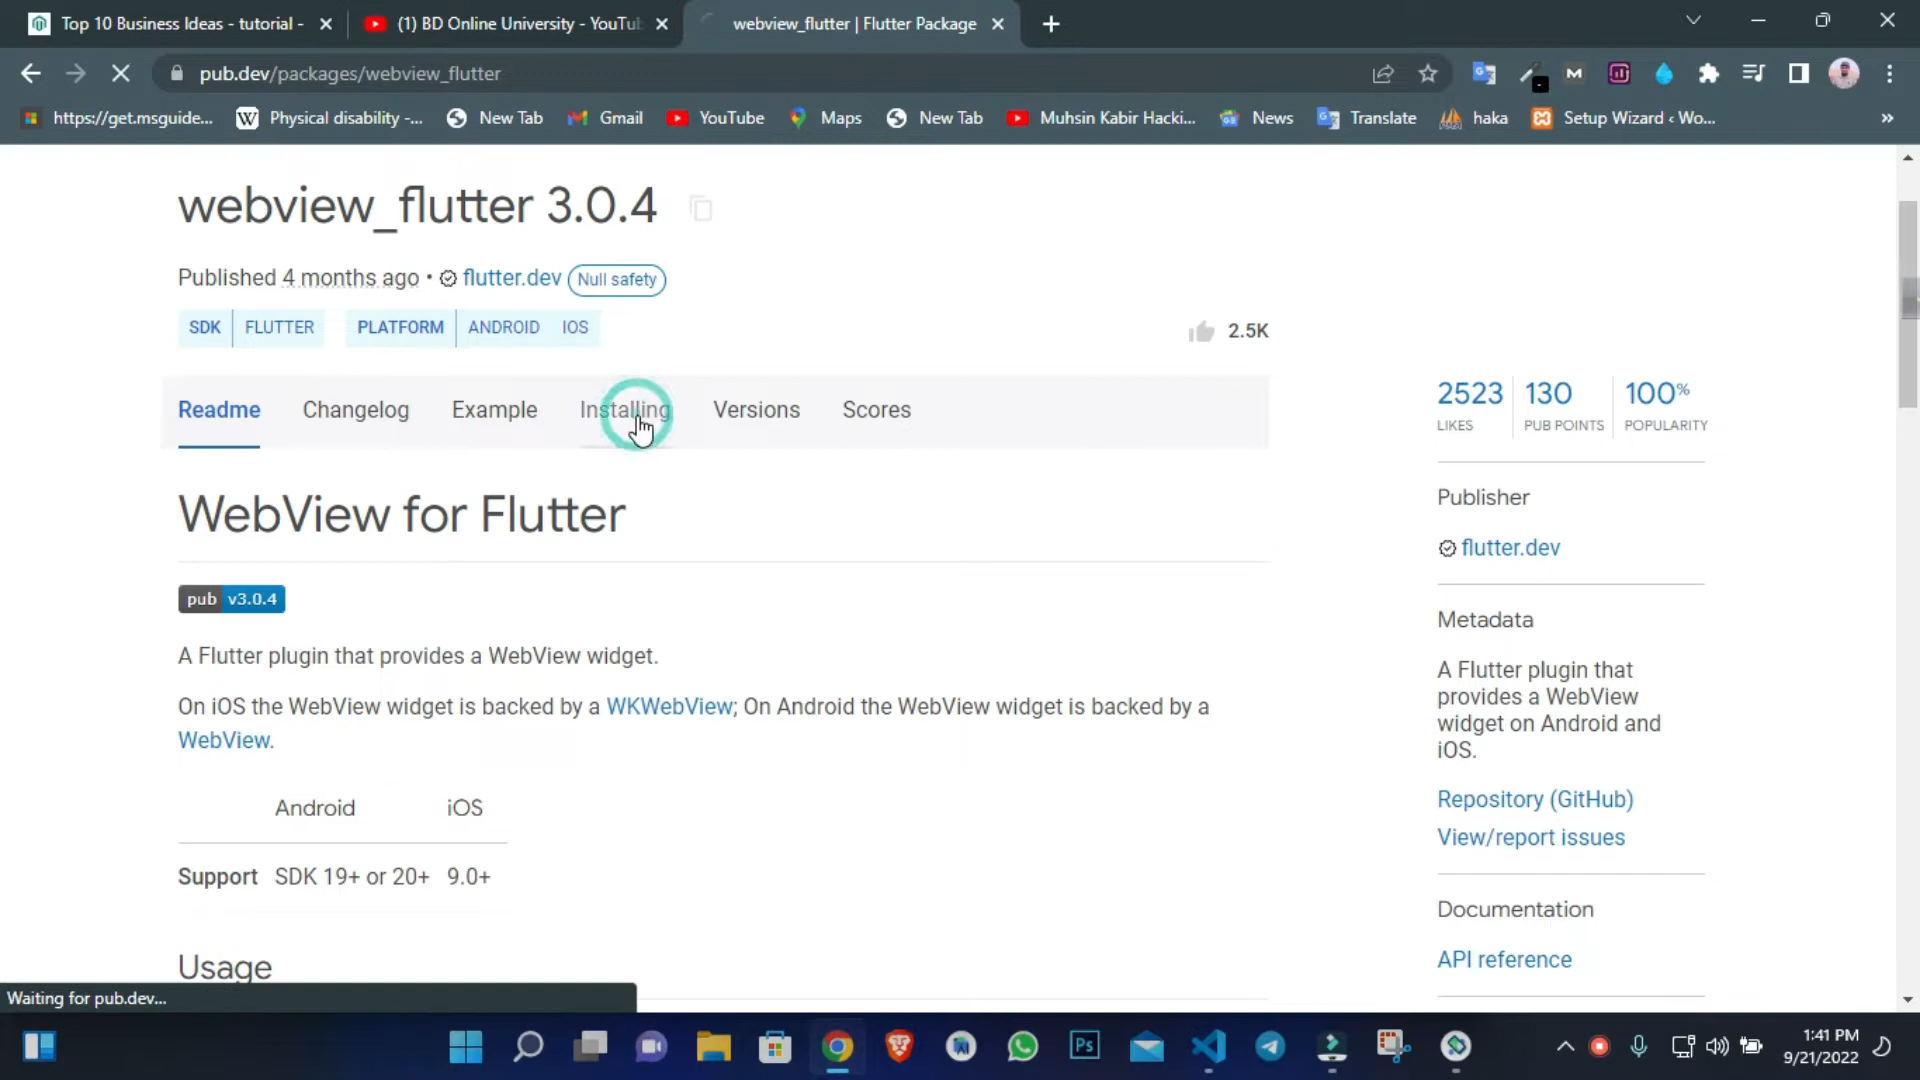 Top 10 Business Ideas - tutorial -
(1) BD Online University - YouTub
webview_flutter | Flutter Package
pub.dev/packages/webview_flutter
https://get.msguide...
Physical disability -...
New Tab
Gmail
YouTube
Maps
New Tab
Muhsin Kabir Hacki...
News
Translate
haka
Setup Wizard ‹ Wo...
»
webview_flutter 3.0.4
Published 4 months ago • flutter.dev Null safety
SDK FLUTTER PLATFORM ANDROID IOS
2.5K
Readme Changelog Example Installing Versions Scores
WebView for Flutter
pub v3.0.4
A Flutter plugin that provides a WebView widget.
On iOS the WebView widget is backed by a WKWebView; On Android the WebView widget is backed by a
WebView.
Android iOS
Support SDK 19+ or 20+ 9.0+
Usage
2523 130 100%
LIKES PUB POINTS POPULARITY
Publisher
flutter.dev
Metadata
A Flutter plugin that
provides a WebView
widget on Android and
iOS.
Repository (GitHub)
View/report issues
Documentation
API reference
Waiting for pub.dev...
Ps
1:41 PM
9/21/2022